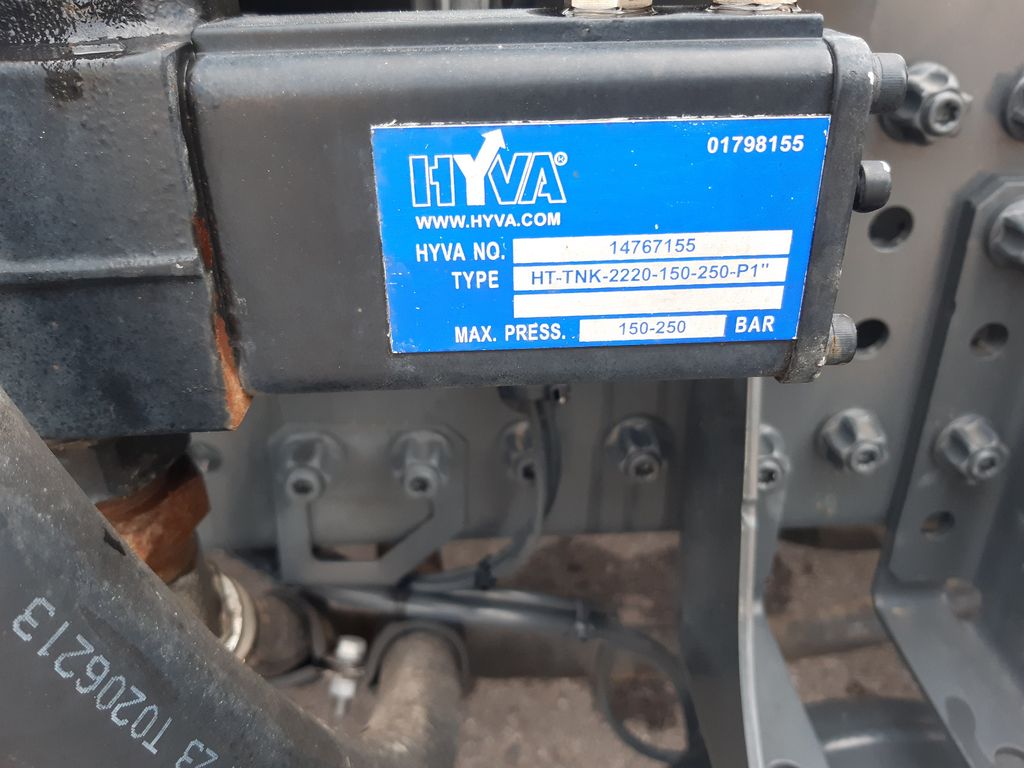 HYVA®
01798155
WWW.HYVA.COM
HYVA NO. 14767155
TYPE HT-TNK-2220-150-250-P1"
MAX. PRESS. 150-250 BAR
23 T0206213